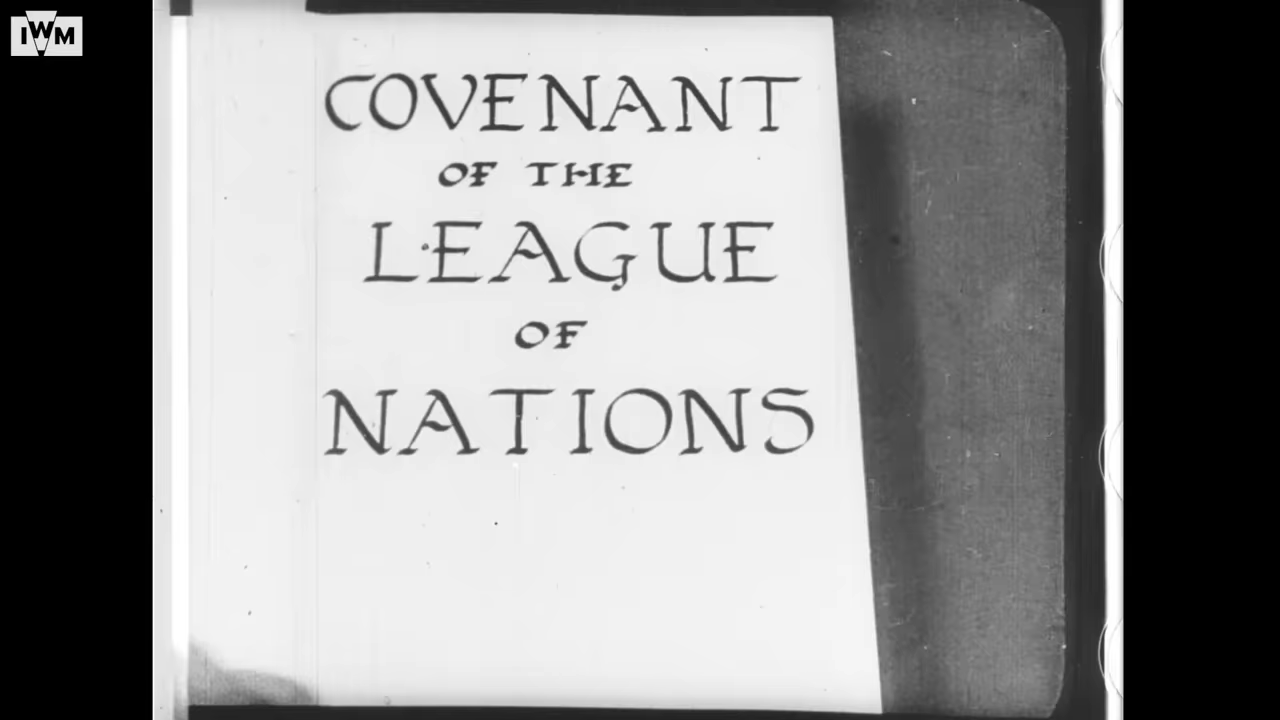 IWM
COVENANT
OF THE
LEAGUE
OF
NATIONS